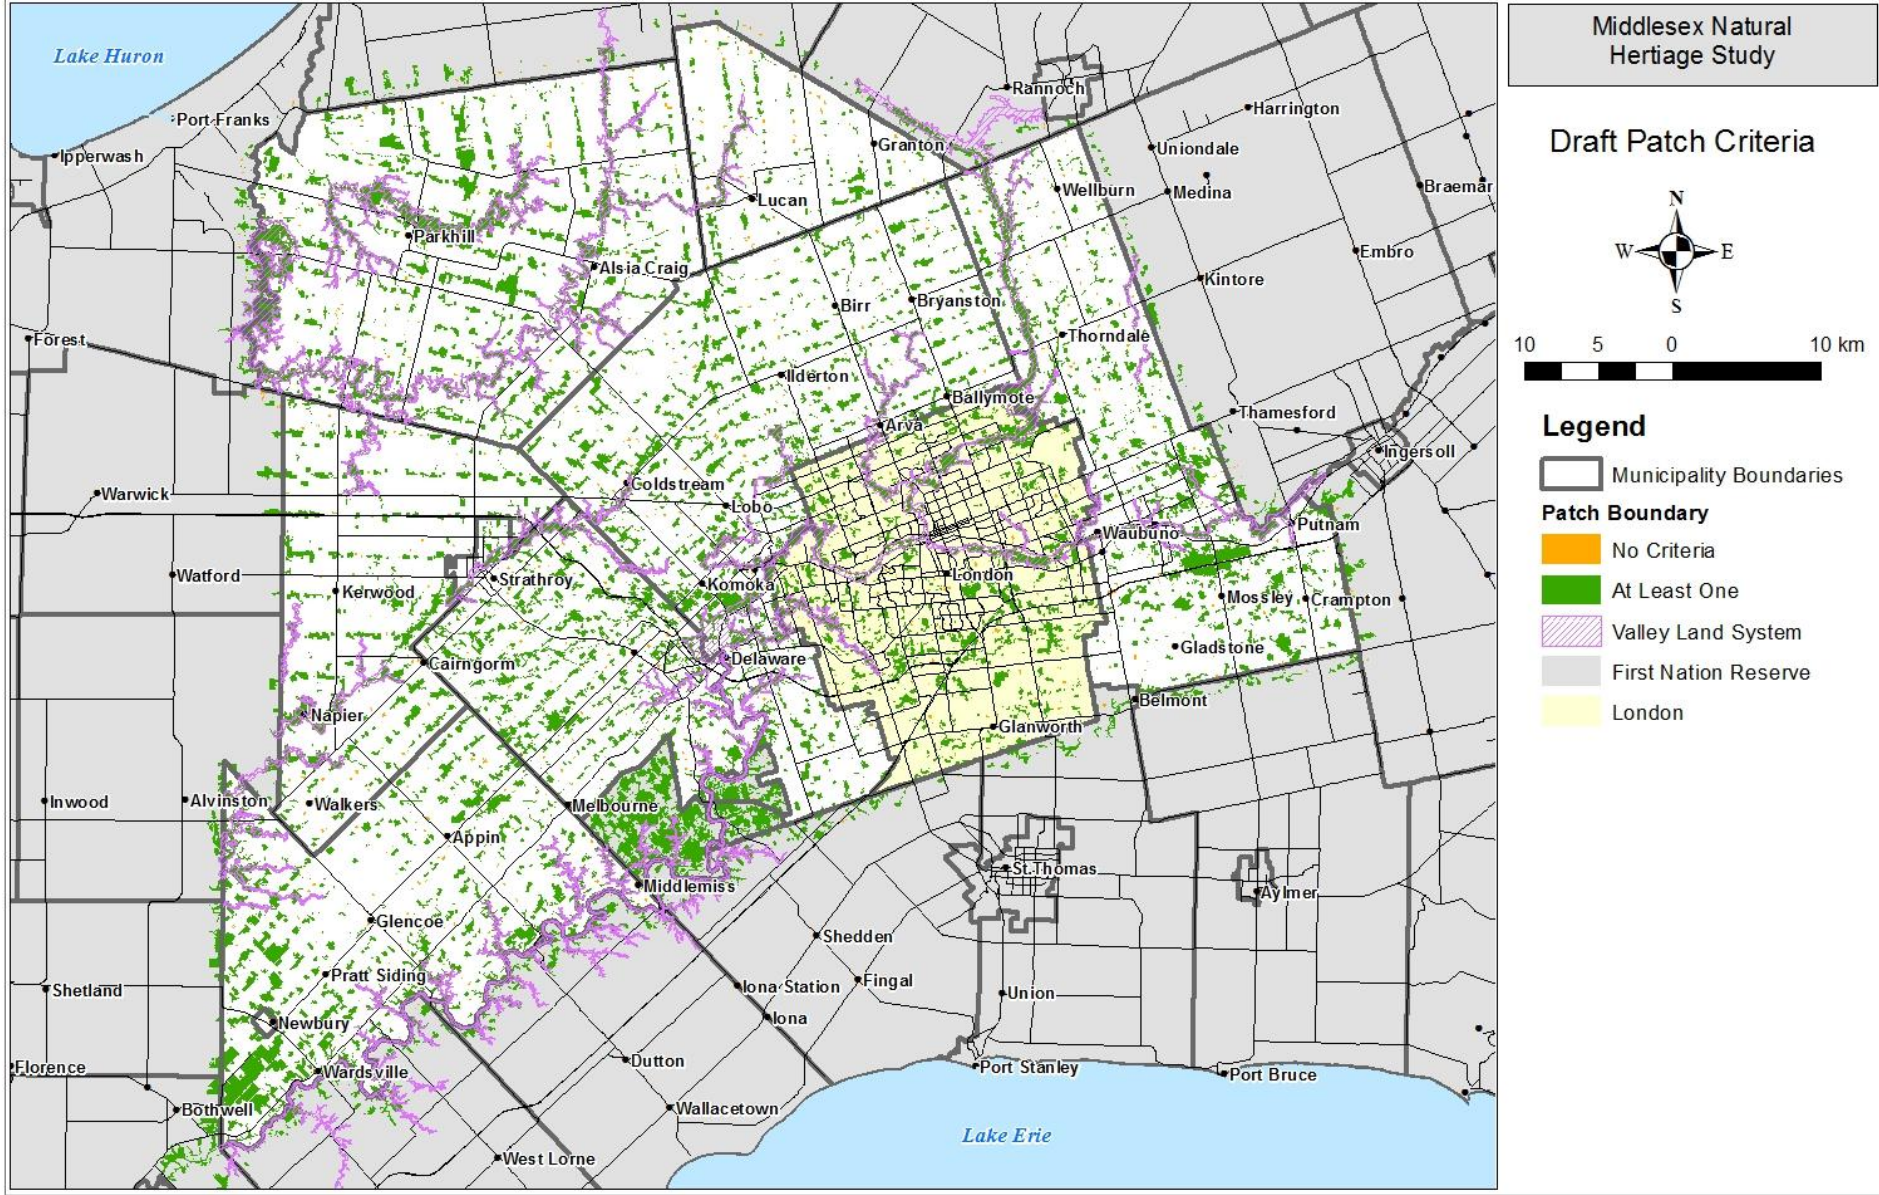 Middlesex Natural
Hertiage Study
Draft Patch Criteria
N
W
E
S
10 5 0 10 km
Legend
Municipality Boundaries
Patch Boundary
No Criteria
At Least One
Valley Land System
First Nation Reserve
London
Lake Huron
Rannoch
Harrington
Port Franks
Granton
Uniondale
Ipperwash
Braemar
Wellburn
Medina
Lucan
Parkhill
Embro
Alsia Craig
Kintore
Birr
Bryanston
Forest
Thorndale
Ilderton
Ballymote
Thamesford
Arva
Ingersoll
Coldstream
Warwick
Lobo
Putnam
Waubuno
Watford
Strathroy
Komoka
London
Kerwood
Mossley
Crampton
Gladstone
Cairngorm
Delaware
Belmont
Napier
Glanworth
Inwood
Alvinston
Walkers
Melbourne
Appin
St.Thomas
Middlemiss
Aylmer
Glencoe
Shedden
Pratt Siding
Fingal
Shetland
Iona Station
Union
Newbury
Iona
Dutton
Florence
Wardsville
Port Stanley
Port Bruce
Bothwell
Wallacetown
Lake Erie
West Lorne